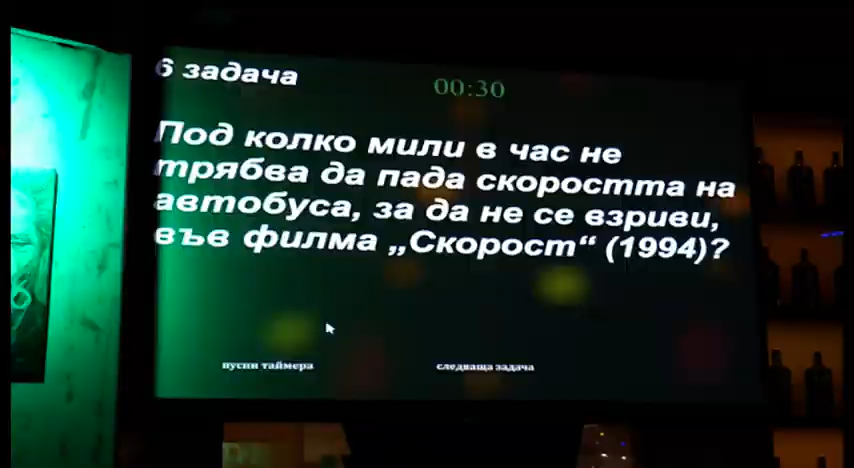 6 задача
00:30
Под колко мили в час не
трябва да пада скоростта на
автобуса, за да не се взриви,
във филма „Скорост“ (1994)?
пусни таймера
следваща задача